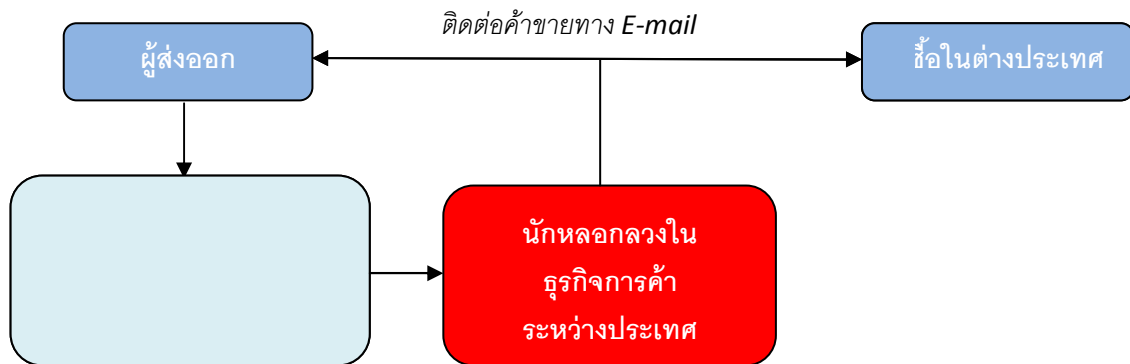 ติดต่อค้าขายทาง E-mail
ผู้ส่งออก
ซื้อในต่างประเทศ
นักหลอกลวงใน
ธุรกิจการค้า
ระหว่างประเทศ